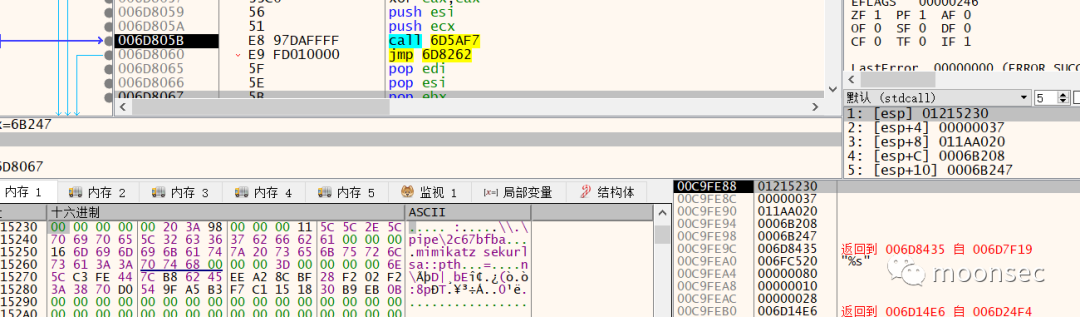 006D8059 56 push esi
006D805A 51 push ecx
006D805B E8 97DAFFFF call 6D5AF7
006D8060 E9 FD010000 jmp 6D8262
006D8065 5F pop edi
006D8066 5E pop esi
006D8067 5B pop ebx
x=6B247
6D8067
EFLAGS 00000246
ZF 1 PF 1 AF 0
OF 0 SF 0 DF 0
CF 0 TF 0 IF 1
LastError 00000000 (ERROR_SUCC
默认 (stdcall) 5
1: [esp] 01215230
2: [esp+4] 00000037
3: [esp+8] 011AA020
4: [esp+C] 0006B208
5: [esp+10] 0006B247
内存 1 内存 2 内存 3 内存 4 内存 5 监视 1 [x=] 局部变量 结构体
十六进制 ASCII
15230 00 00 00 00 00 20 3A 98 00 00 00 11 5C 5C 2E 5C ..... :.....\\.\
15240 70 69 70 65 5C 32 63 36 37 62 66 62 61 00 00 00 pipe\2c67bfba...
15250 16 6D 69 6D 69 6B 61 74 7A 20 73 65 6B 75 72 6C .mimikatz sekurl
15260 73 61 3A 3A 70 74 68 00 00 00 3D 00 00 00 00 6E sa::pth...=....n
15270 5C C3 FE 44 7C B8 62 45 EE A2 8C BF 28 F2 02 F2
15280 3A 38 70 D0 54 9F A5 B3 F7 C1 15 18 30 B9 EB 0B
15290 00 00 00 00 00 00 00 00 00 00 00 00 00 00 00 00 ................
152A0
00C9FE88 01215230
00C9FE8C 00000037
00C9FE90 011AA020
00C9FE94 0006B208
00C9FE98 0006B247
00C9FE9C 006D8435 返回到 006D8435 自 006D7F19
00C9FEA0 006FC520 "%s"
00C9FEA4 00000080
00C9FEA8 00000010
00C9FEAC 00000028
00C9FEB0 006D14E6 返回到 006D14E6 自 006D24F4
moonsec